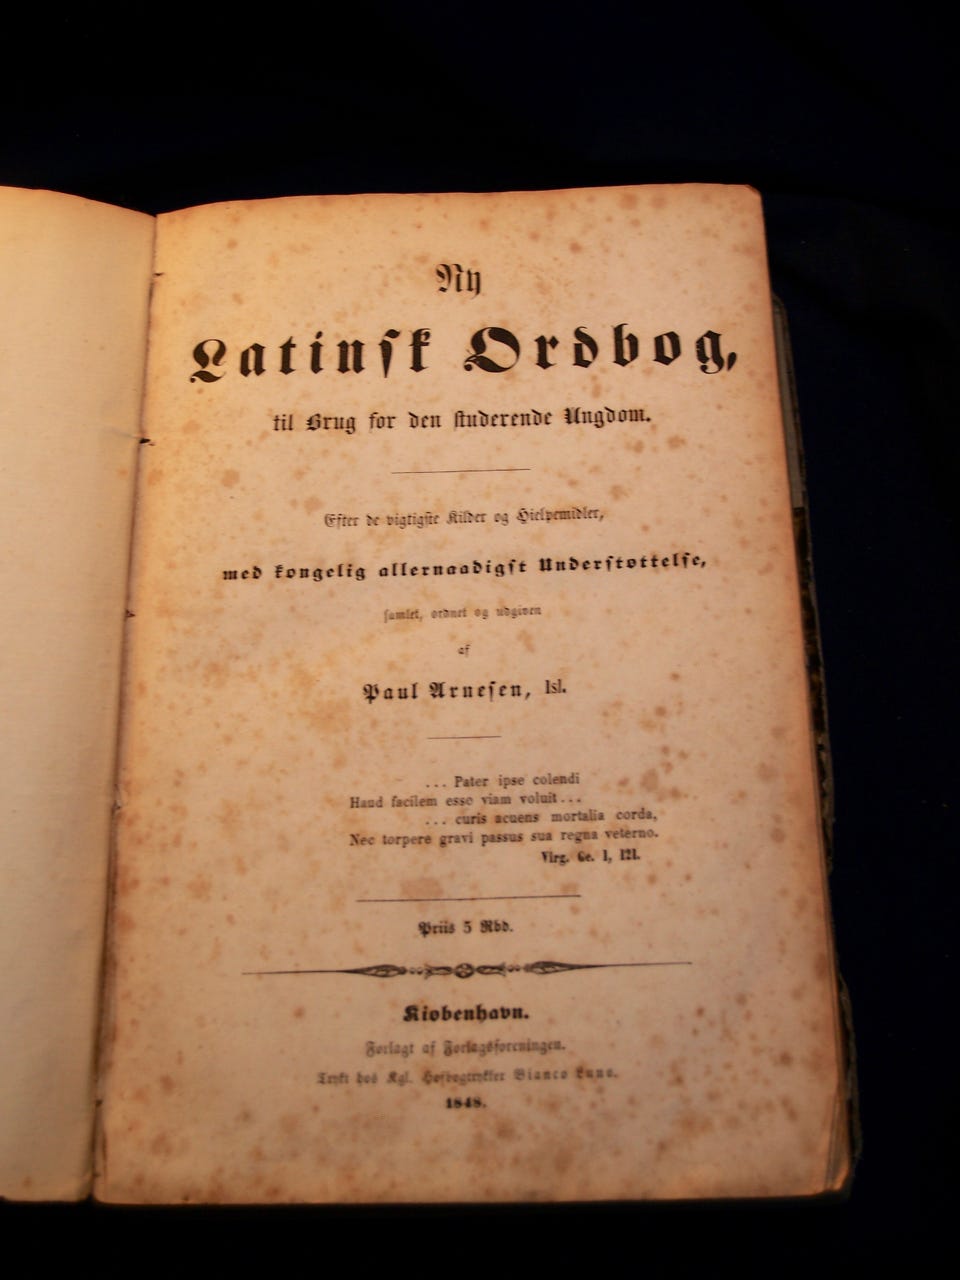 Ny
Latinsk Ordbog,
til Brug for den studerende Ungdom.
Efter de vigtigste Kilder og Hielpemidler,
med kongelig allernaadigst Understøttelse,
samlet, ordnet og udgiven
af
Paul Arnesen, Isl.
... Pater ipse colendi
Haud facilem esse viam voluit...
... curis acuens mortalia corda,
Nec torpere gravi passus sua regna veterno.
Virg. Ge. 1, 121.
Priis 5 Rbd.
Kiøbenhavn.
Forlagt af Forlagsforeningen.
Trykt hos Kgl. Hofbogtrykker Bianco Luno.
1848.